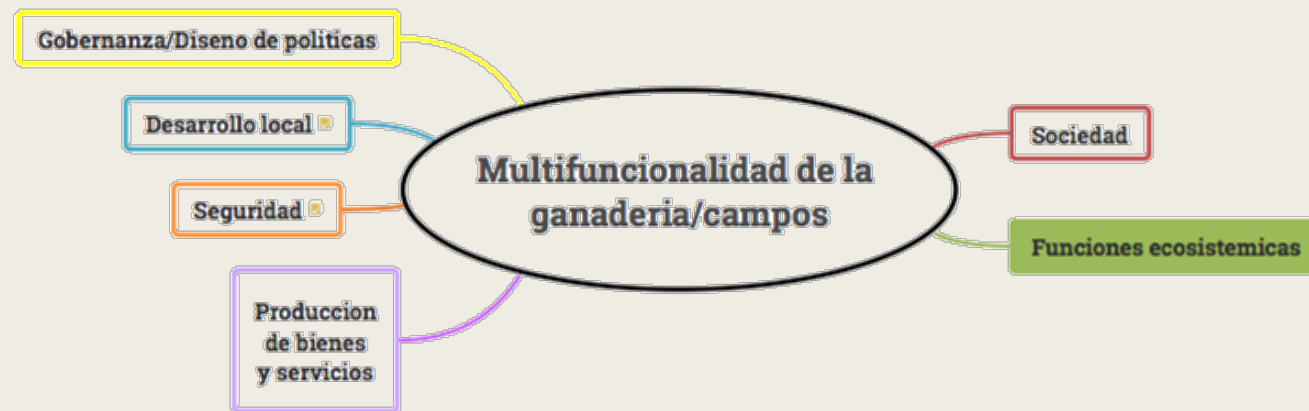 Gobernanza/Diseno de politicas
Desarrollo local
Seguridad
Produccion
de bienes
y servicios
Multifuncionalidad de la
ganaderia/campos
Sociedad
Funciones ecosistemicas